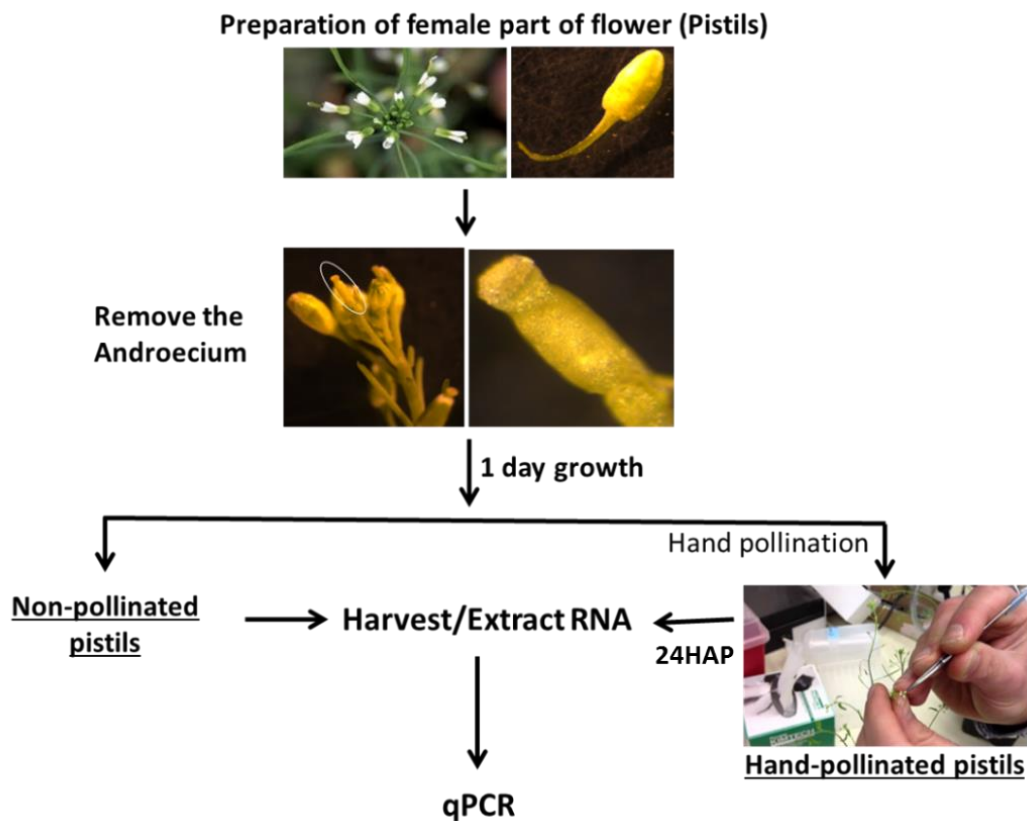 Preparation of female part of flower (Pistils)
Remove the
Androecium
1 day growth
Hand pollination
Non-pollinated
pistils
Harvest/Extract RNA
24HAP
Hand-pollinated pistils
qPCR